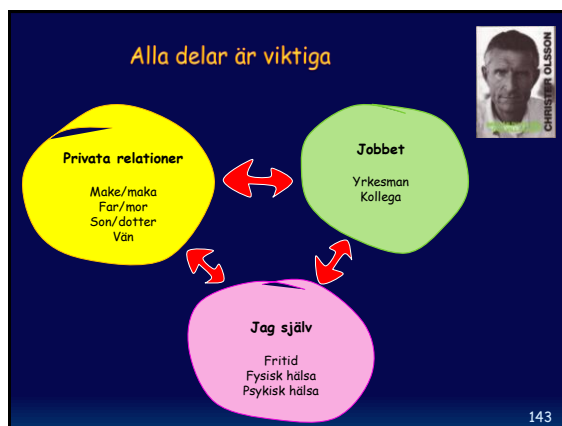 Alla delar är viktiga
CHRISTER OLSSON
Privata relationer
Make/maka
Far/mor
Son/dotter
Vän
Jobbet
Yrkesman
Kollega
Jag själv
Fritid
Fysisk hälsa
Psykisk hälsa
143